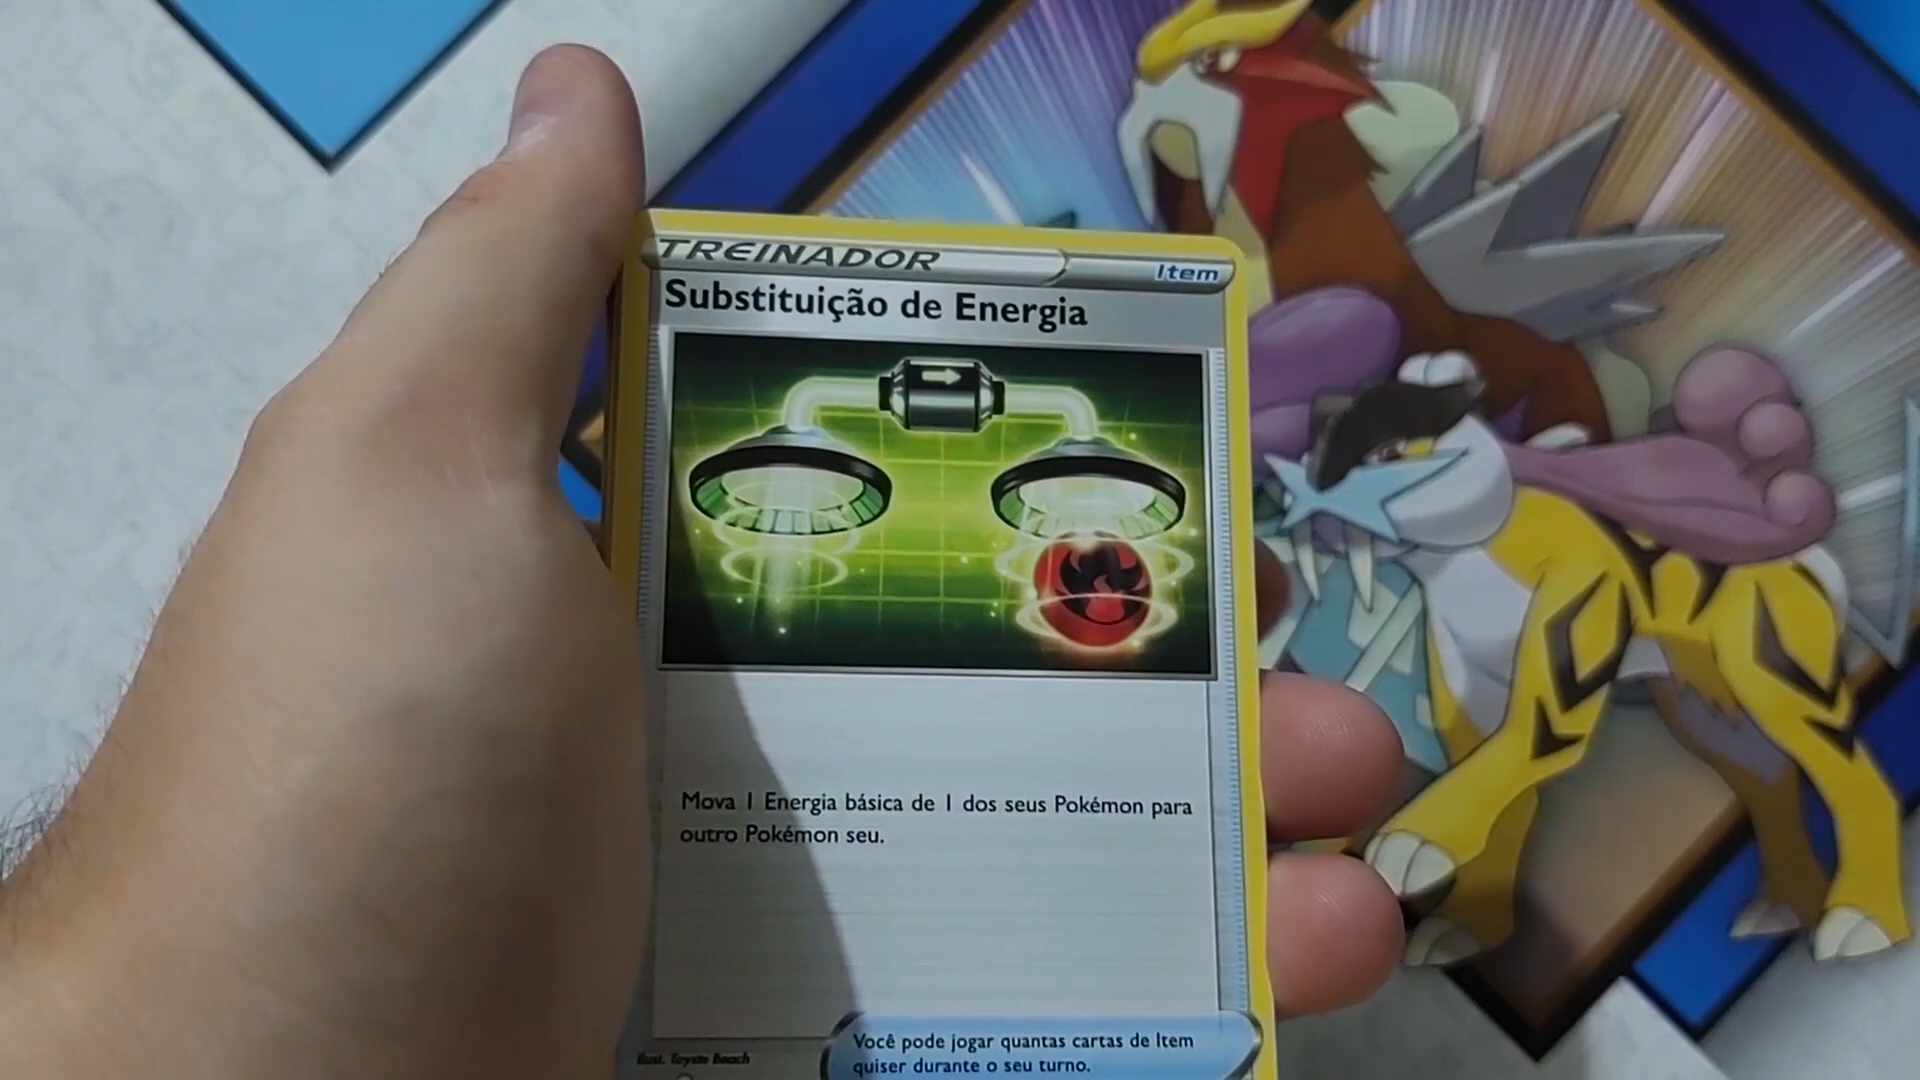 TREINADOR
Item
Substituição de Energia
Mova 1 Energia básica de 1 dos seus Pokémon para
outro Pokémon seu.
Você pode jogar quantas cartas de Item
quiser durante o seu turno.
Ilust. Toyste Beach